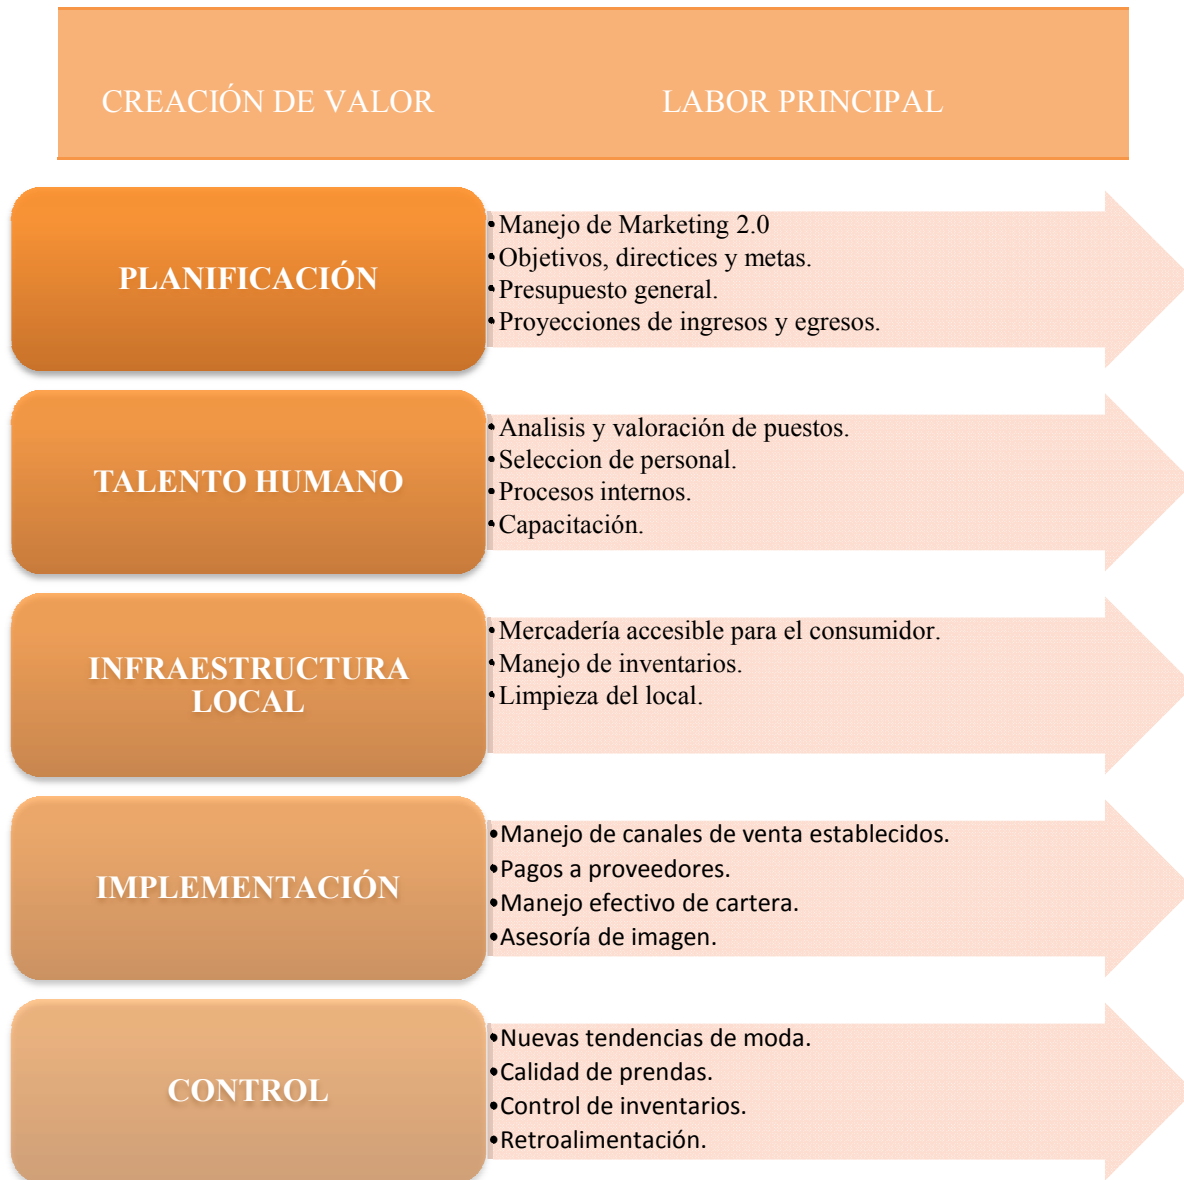 CREACIÓN DE VALOR LABOR PRINCIPAL
PLANIFICACIÓN
•Manejo de Marketing 2.0
•Objetivos, directices y metas.
•Presupuesto general.
•Proyecciones de ingresos y egresos.
TALENTO HUMANO
•Analisis y valoración de puestos.
•Seleccion de personal.
•Procesos internos.
•Capacitación.
INFRAESTRUCTURA
LOCAL
•Mercadería accesible para el consumidor.
•Manejo de inventarios.
•Limpieza del local.
IMPLEMENTACIÓN
•Manejo de canales de venta establecidos.
•Pagos a proveedores.
•Manejo efectivo de cartera.
•Asesoría de imagen.
CONTROL
•Nuevas tendencias de moda.
•Calidad de prendas.
•Control de inventarios.
•Retroalimentación.